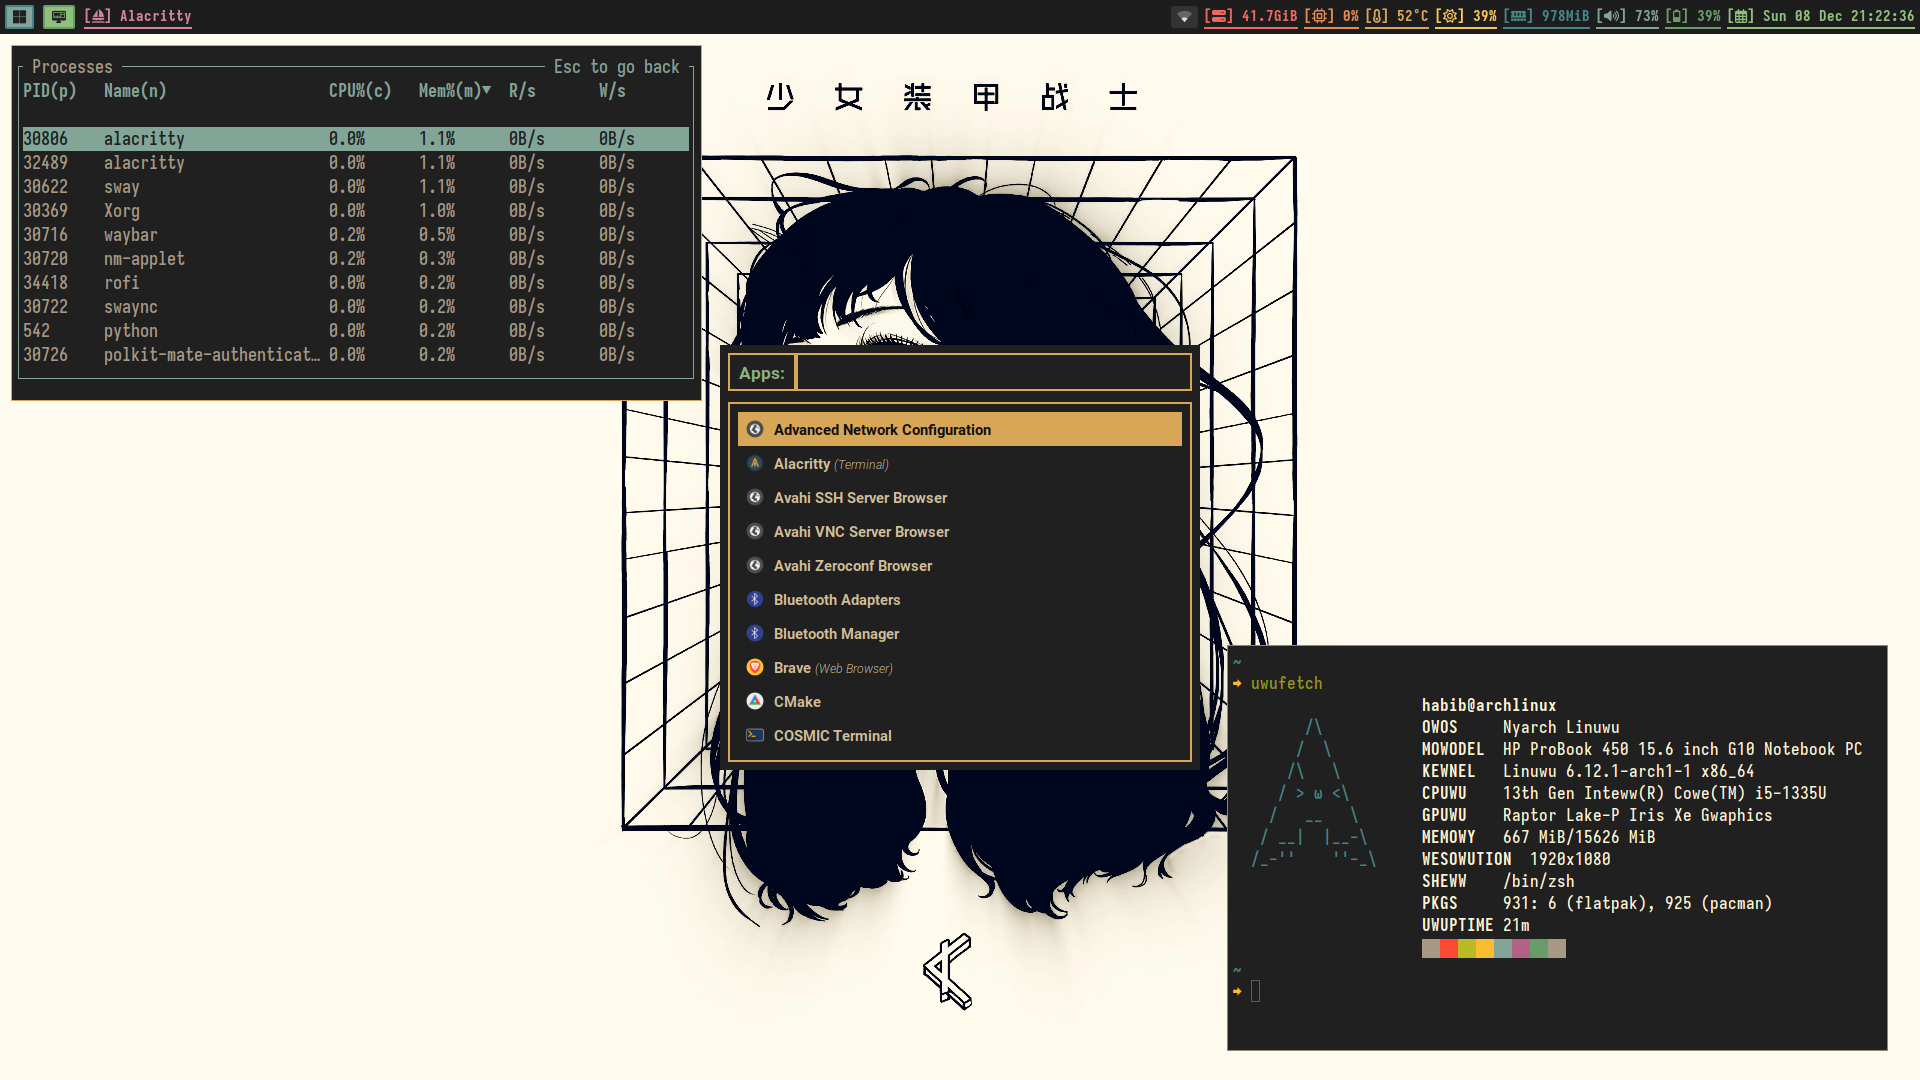 Alacritty
41.7GiB 0% 52°C 39% 978MiB 73% 39% Sun 08 Dec 21:22:36
Processes Esc to go back
PID(p) Name(n) CPU%(c) Mem%(m)▼ R/s W/s
30806 alacritty 0.0% 1.1% 0B/s 0B/s
32489 alacritty 0.0% 1.1% 0B/s 0B/s
30622 sway 0.0% 1.1% 0B/s 0B/s
30369 Xorg 0.0% 1.0% 0B/s 0B/s
30716 waybar 0.2% 0.5% 0B/s 0B/s
30720 nm-applet 0.2% 0.3% 0B/s 0B/s
34418 rofi 0.0% 0.2% 0B/s 0B/s
30722 swaync 0.0% 0.2% 0B/s 0B/s
542 python 0.0% 0.2% 0B/s 0B/s
30726 polkit-mate-authenticat… 0.0% 0.2% 0B/s 0B/s
少女装甲战士
Apps:
Advanced Network Configuration
Alacritty (Terminal)
Avahi SSH Server Browser
Avahi VNC Server Browser
Avahi Zeroconf Browser
Bluetooth Adapters
Bluetooth Manager
Brave (Web Browser)
CMake
COSMIC Terminal
~
➜ uwufetch
habib@archlinux
OWOS Nyarch Linuwu
MOWODEL HP ProBook 450 15.6 inch G10 Notebook PC
KEWNEL Linuwu 6.12.1-arch1-1 x86_64
CPUWU 13th Gen Inteww(R) Cowe(TM) i5-1335U
GPUWU Raptor Lake-P Iris Xe Gwaphics
MEMOWY 667 MiB/15626 MiB
WESOWUTION 1920x1080
SHEWW /bin/zsh
PKGS 931: 6 (flatpak), 925 (pacman)
UWUPTIME 21m
~
➜